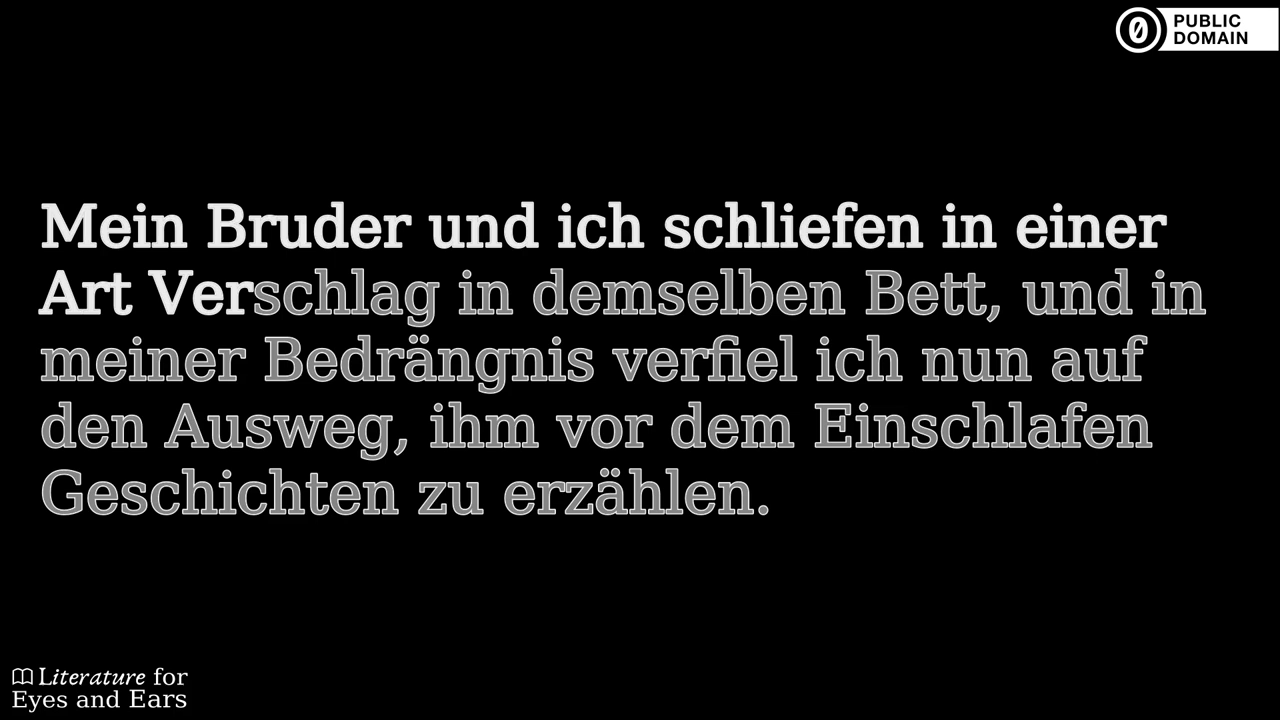 PUBLIC
DOMAIN
Mein Bruder und ich schliefen in einer
Art Verschlag in demselben Bett, und in
meiner Bedrängnis verfiel ich nun auf
den Ausweg, ihm vor dem Einschlafen
Geschichten zu erzählen.
Literature for
Eyes and Ears